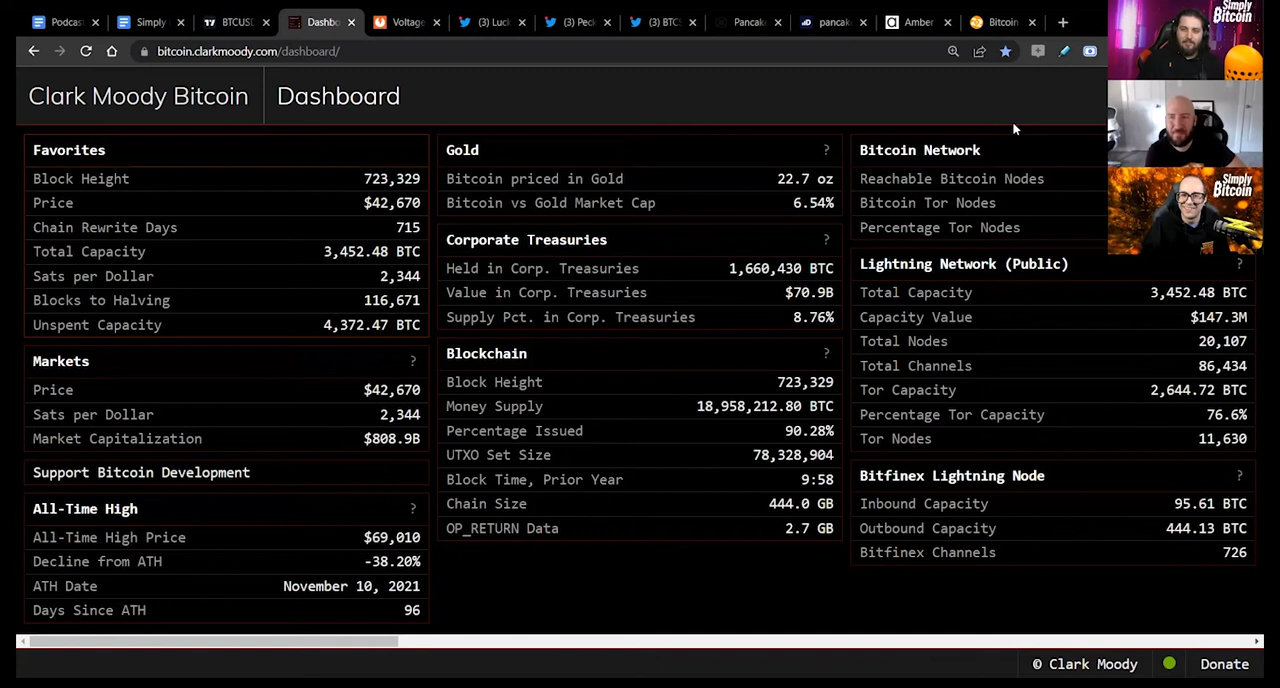 Podcas
Simply
BTCUSD
Dashbo
Voltage
(3) Luck
(3) Peck
(3) BTCS
Pancak
pancak
Amber
Bitcoin
bitcoin.clarkmoody.com/dashboard/
Simply
Bitcoin
Simply
Bitcoin
Clark Moody Bitcoin
Dashboard
Favorites
Block Height 723,329
Price $42,670
Chain Rewrite Days 715
Total Capacity 3,452.48 BTC
Sats per Dollar 2,344
Blocks to Halving 116,671
Unspent Capacity 4,372.47 BTC
Markets ?
Price $42,670
Sats per Dollar 2,344
Market Capitalization $808.9B
Support Bitcoin Development
All-Time High ?
All-Time High Price $69,010
Decline from ATH -38.20%
ATH Date November 10, 2021
Days Since ATH 96
Gold ?
Bitcoin priced in Gold 22.7 oz
Bitcoin vs Gold Market Cap 6.54%
Corporate Treasuries ?
Held in Corp. Treasuries 1,660,430 BTC
Value in Corp. Treasuries $70.9B
Supply Pct. in Corp. Treasuries 8.76%
Blockchain ?
Block Height 723,329
Money Supply 18,958,212.80 BTC
Percentage Issued 90.28%
UTXO Set Size 78,328,904
Block Time, Prior Year 9:58
Chain Size 444.0 GB
OP_RETURN Data 2.7 GB
Bitcoin Network
Reachable Bitcoin Nodes
Bitcoin Tor Nodes
Percentage Tor Nodes
Lightning Network (Public) ?
Total Capacity 3,452.48 BTC
Capacity Value $147.3M
Total Nodes 20,107
Total Channels 86,434
Tor Capacity 2,644.72 BTC
Percentage Tor Capacity 76.6%
Tor Nodes 11,630
Bitfinex Lightning Node ?
Inbound Capacity 95.61 BTC
Outbound Capacity 444.13 BTC
Bitfinex Channels 726
© Clark Moody
Donate